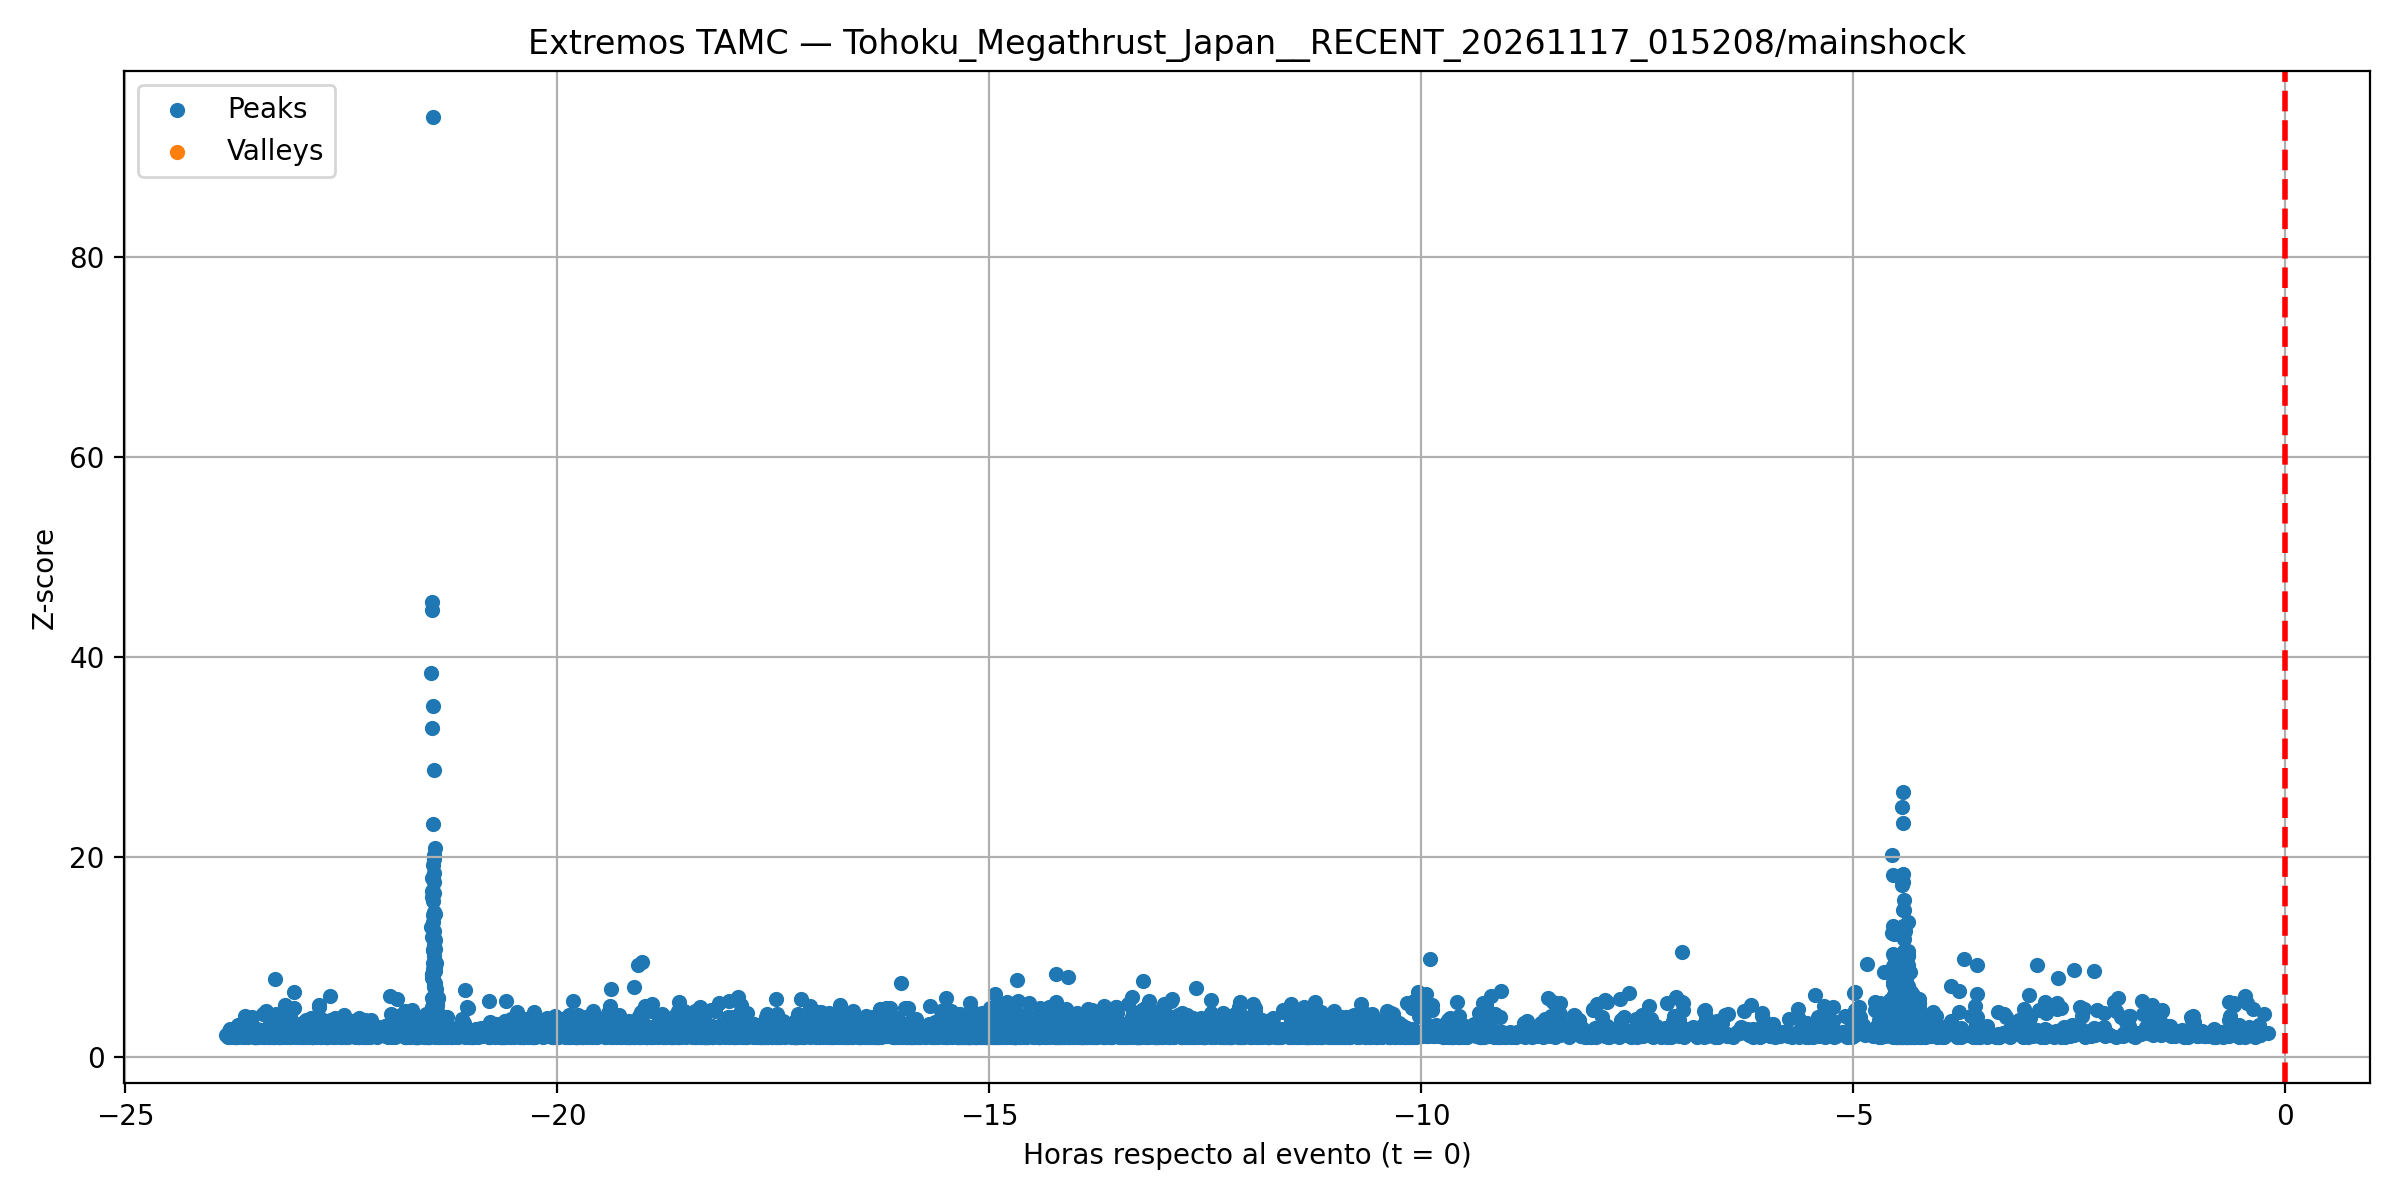 Extremos TAMC — Tohoku_Megathrust_Japan__RECENT_20261117_015208/mainshock
Peaks
Valleys
80
60
40
20
0
Z-score
−25
−20
−15
−10
−5
0
Horas respecto al evento (t = 0)